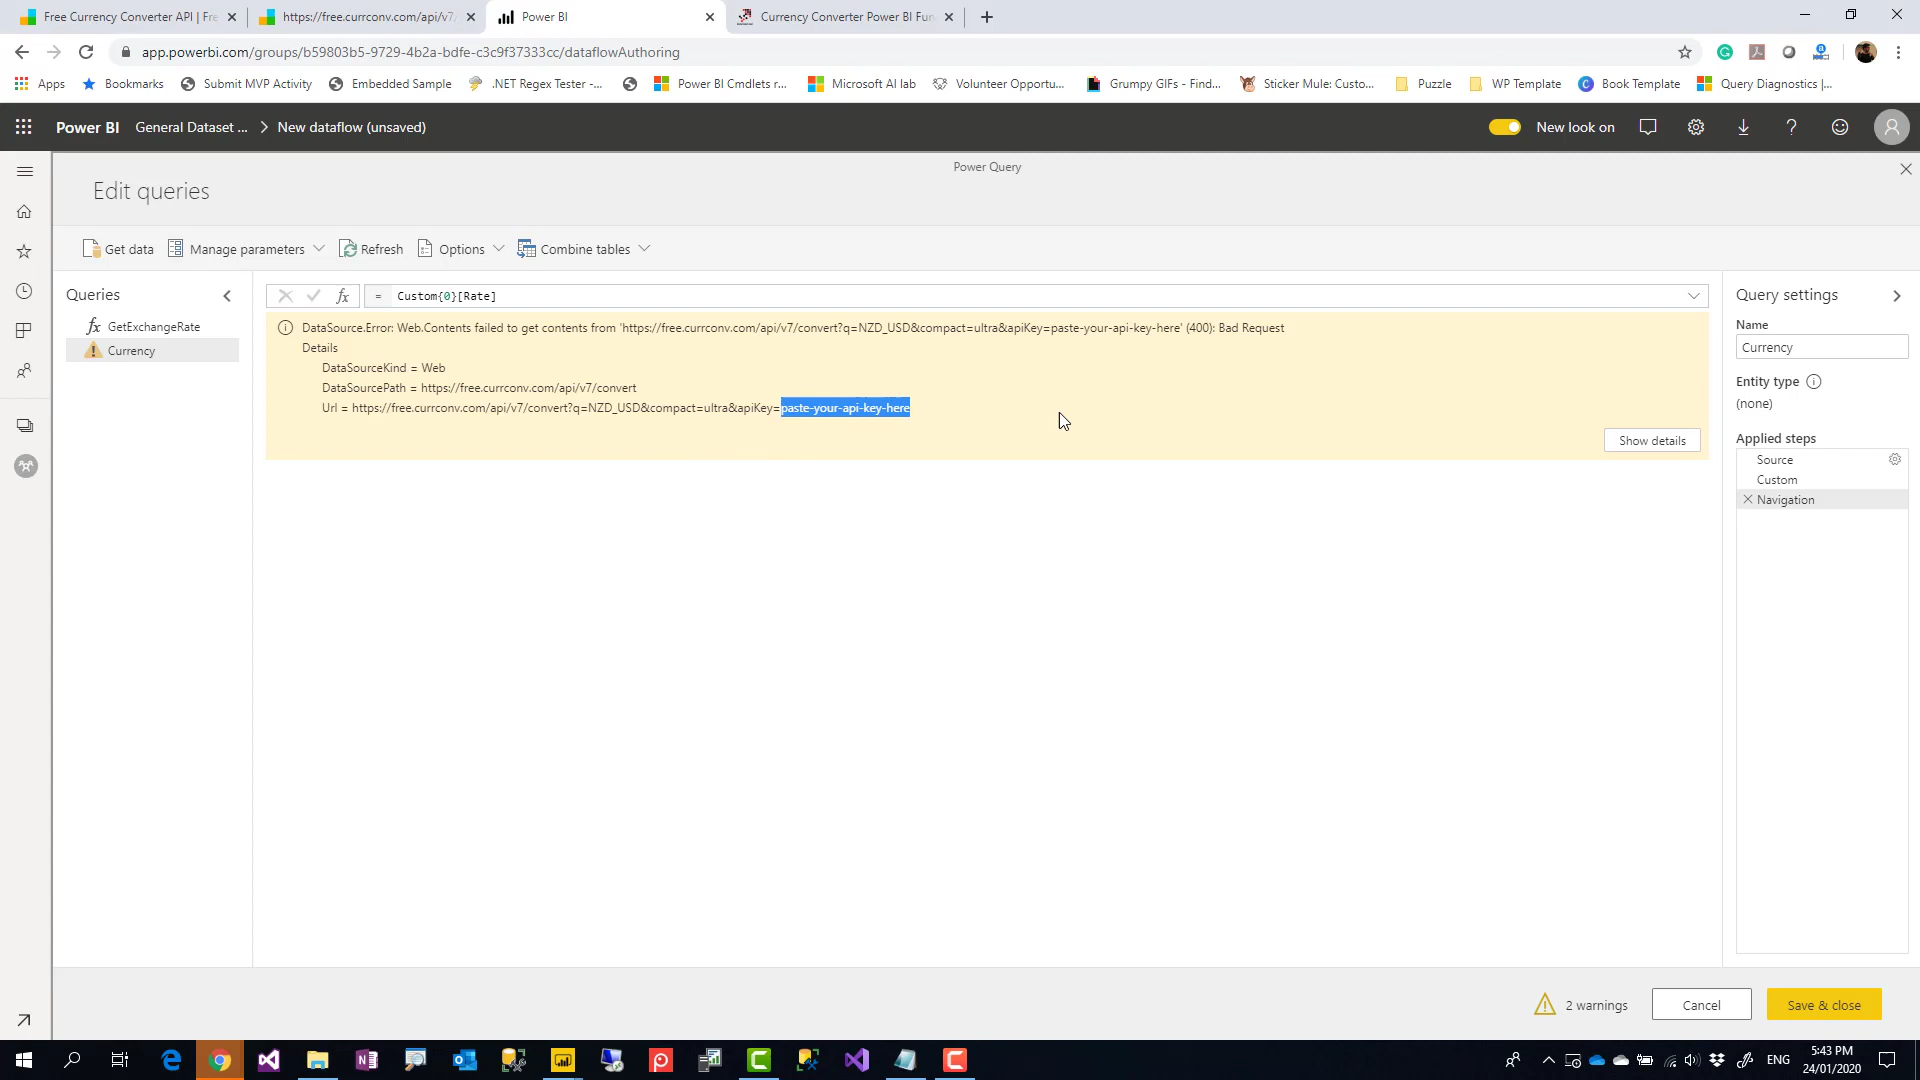 Free Currency Converter API | Fre
https://free.currconv.com/api/v7/
Power BI
Currency Converter Power BI Fun
app.powerbi.com/groups/b59803b5-9729-4b2a-bdfe-c3c9f37333cc/dataflowAuthoring
Apps Bookmarks Submit MVP Activity Embedded Sample .NET Regex Tester -... Power BI Cmdlets r... Microsoft AI lab Volunteer Opportu... Grumpy GIFs - Find... Sticker Mule: Custo... Puzzle WP Template Book Template Query Diagnostics |...
Power BI General Dataset ... > New dataflow (unsaved) New look on
Power Query
Edit queries
Get data Manage parameters Refresh Options Combine tables
Queries
fx GetExchangeRate
Currency
fx = Custom{0}[Rate]
DataSource.Error: Web.Contents failed to get contents from 'https://free.currconv.com/api/v7/convert?q=NZD_USD&compact=ultra&apiKey=paste-your-api-key-here' (400): Bad Request
Details
DataSourceKind = Web
DataSourcePath = https://free.currconv.com/api/v7/convert
Url = https://free.currconv.com/api/v7/convert?q=NZD_USD&compact=ultra&apiKey=paste-your-api-key-here
Show details
Query settings
Name
Currency
Entity type
(none)
Applied steps
Source
Custom
Navigation
2 warnings Cancel Save & close
ENG
5:43 PM
24/01/2020